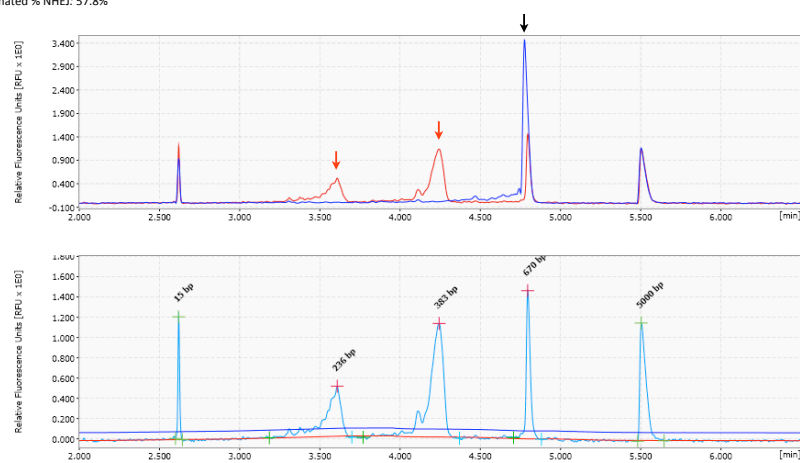 mated % NHEJ: 57.8%
Relative Fluorescence Units [RFU x 1E0]
3.400
2.900
2.400
1.900
1.400
0.900
0.400
-0.100
2.000 2.500 3.000 3.500 4.000 4.500 5.000 5.500 6.000 [min]
Relative Fluorescence Units [RFU x 1E0]
1.800
1.600
1.400
1.200
1.000
0.800
0.600
0.400
0.200
0.000
15 bp
236 bp
383 bp
670 bp
5000 bp
2.000 2.500 3.000 3.500 4.000 4.500 5.000 5.500 6.000 [min]